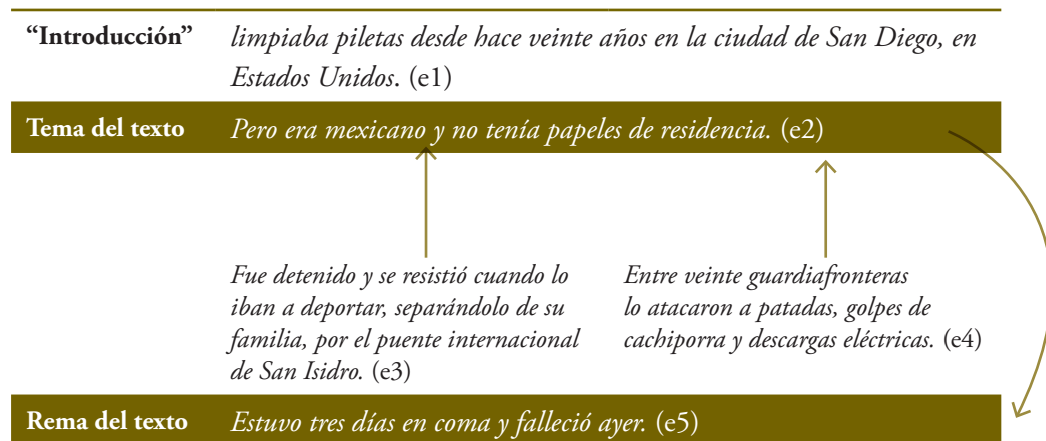 “Introducción” limpiaba piletas desde hace veinte años en la ciudad de San Diego, en
Estados Unidos. (e1)
Tema del texto Pero era mexicano y no tenía papeles de residencia. (e2)
Fue detenido y se resistió cuando lo
iban a deportar, separándolo de su
familia, por el puente internacional
de San Isidro. (e3)
Entre veinte guardiafronteras
lo atacaron a patadas, golpes de
cachiporra y descargas eléctricas. (e4)
Rema del texto Estuvo tres días en coma y falleció ayer. (e5)